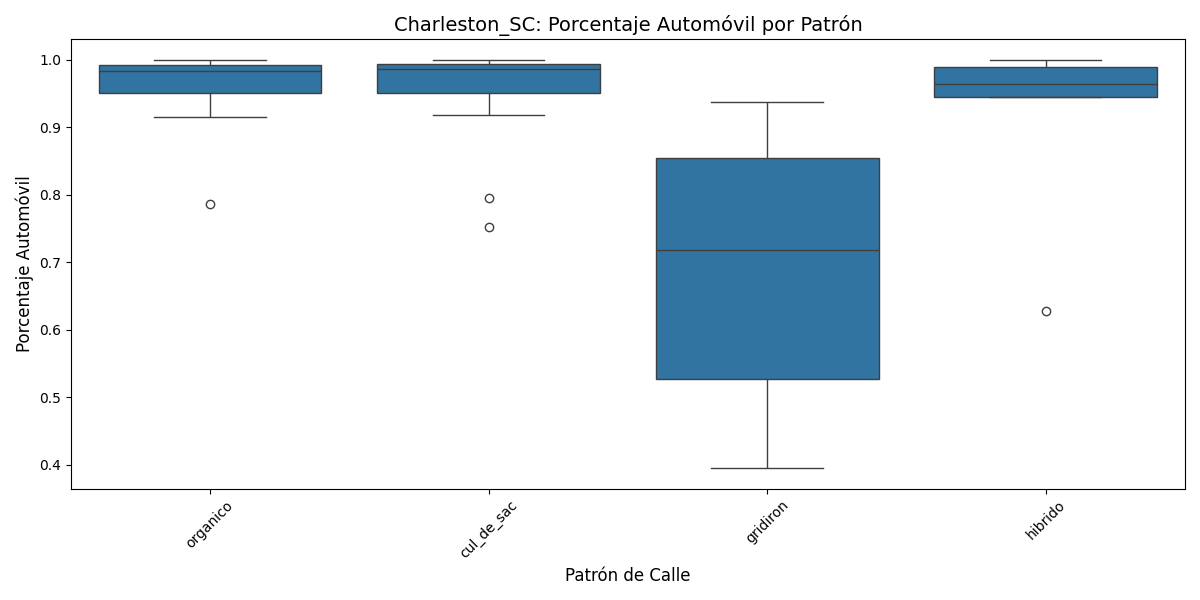 Charleston_SC: Porcentaje Automóvil por Patrón
Porcentaje Automóvil
1.0
0.9
0.8
0.7
0.6
0.5
0.4
organico
cul_de_sac
gridiron
hibrido
Patrón de Calle